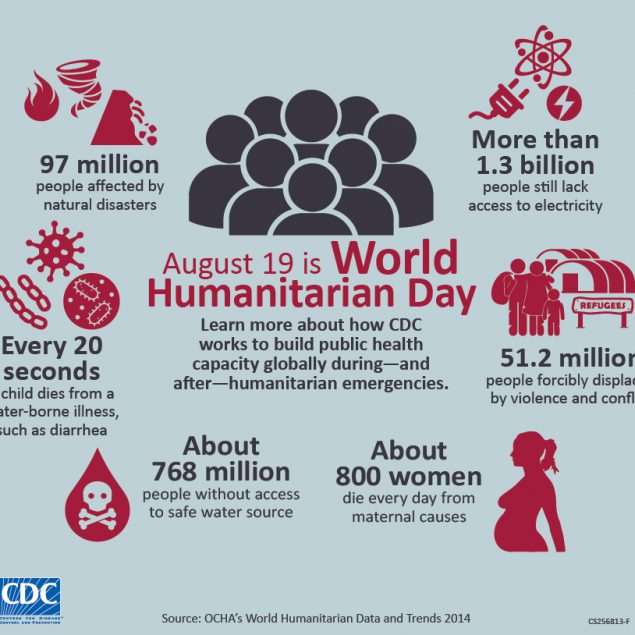 97 million
people affected by
natural disasters
More than
1.3 billion
people still lack
access to electricity
August 19 is World
Humanitarian Day
Learn more about how CDC
works to build public health
capacity globally during—and
after—humanitarian emergencies.
Every 20
seconds
child dies from a
ater-borne illness,
such as diarrhea
REFUGEES
51.2 million
people forcibly displac
by violence and confl
About
768 million
people without access
to safe water source
About
800 women
die every day from
maternal causes
CDC
CENTERS FOR DISEASE
CONTROL AND PREVENTION
Source: OCHA's World Humanitarian Data and Trends 2014
CS256813-F